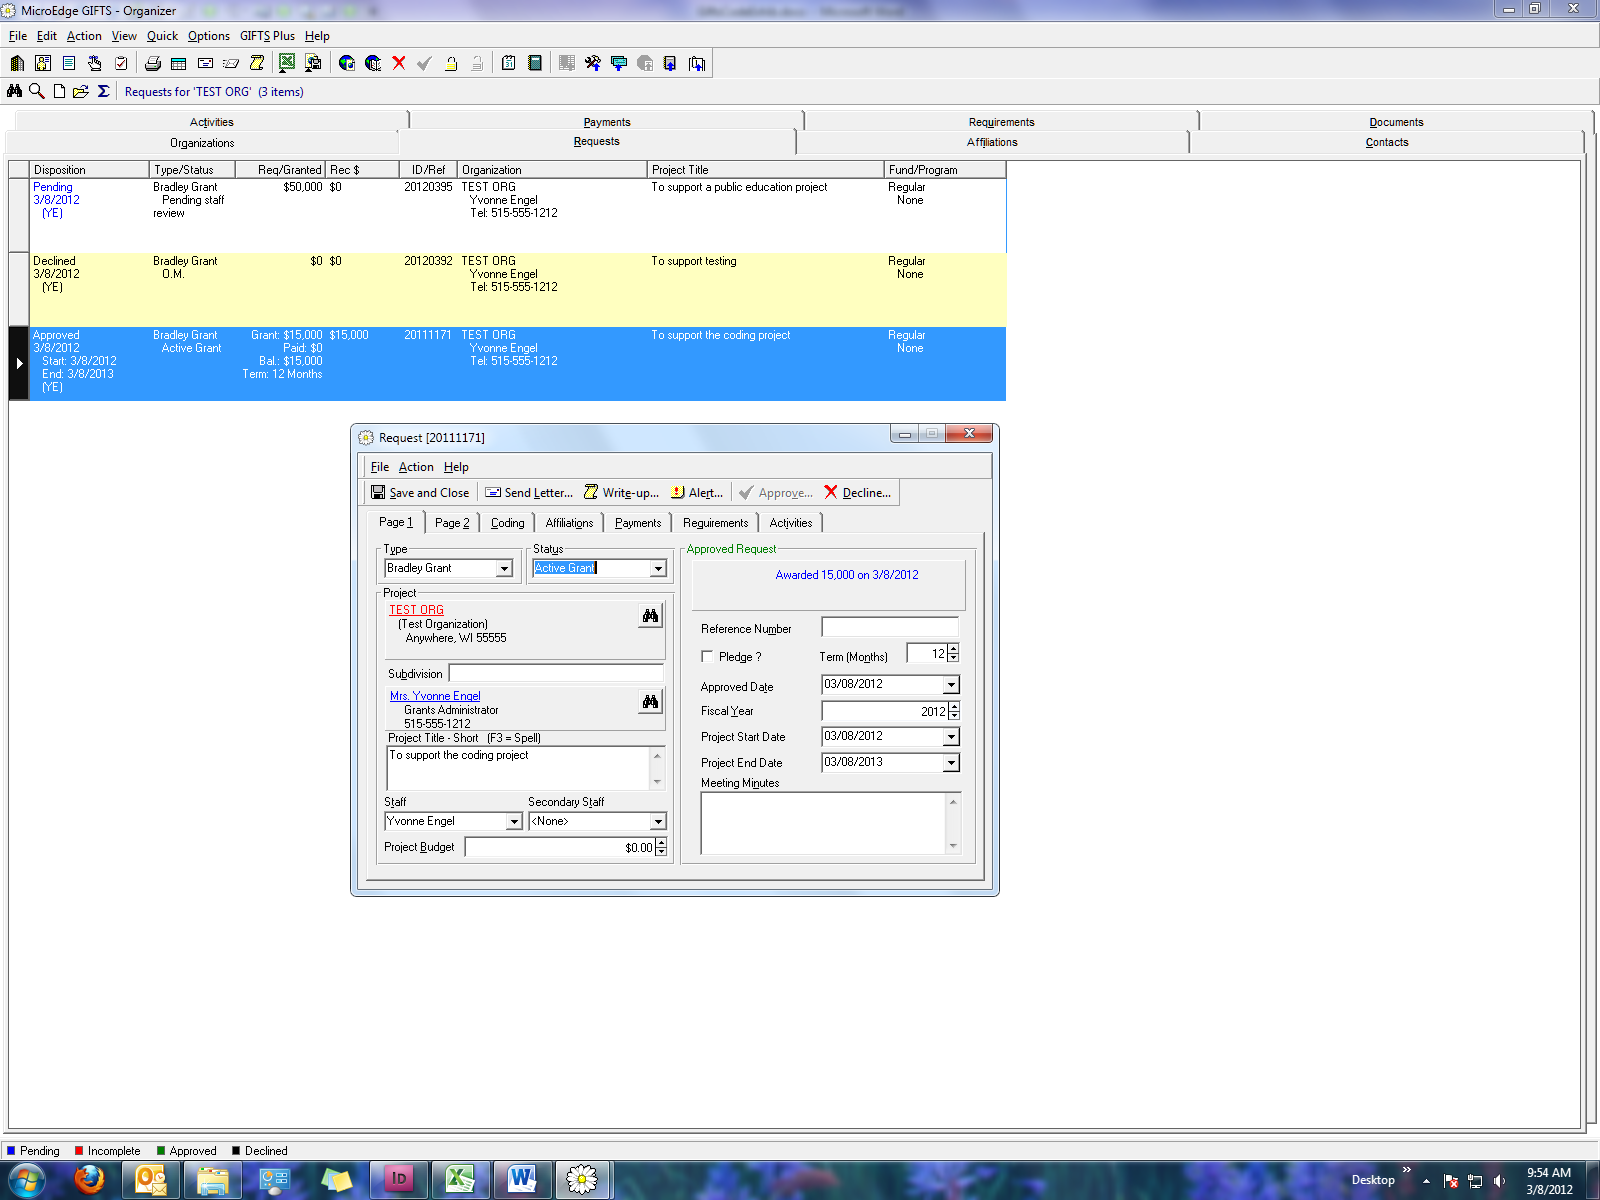 MicroEdge GIFTS - Organizer
File Edit Action View Quick Options GIFTS Plus Help
Requests for 'TEST ORG' (3 items)
Activities Payments Requirements Documents
Organizations Requests Affiliations Contacts
Disposition Type/Status Req/Granted Rec $ ID/Ref Organization Project Title Fund/Program
Pending Bradley Grant $50,000 $0 20120395 TEST ORG To support a public education project Regular
3/8/2012 Pending staff Yvonne Engel None
(YE) review Tel: 515-555-1212
Declined Bradley Grant $0 $0 20120392 TEST ORG To support testing Regular
3/8/2012 O.M. Yvonne Engel None
(YE) Tel: 515-555-1212
Approved Bradley Grant Grant: $15,000 $15,000 20111171 TEST ORG To support the coding project Regular
3/8/2012 Active Grant Paid: $0 Yvonne Engel None
Start: 3/8/2012 Bal.: $15,000 Tel: 515-555-1212
End: 3/8/2013 Term: 12 Months
(YE)
Request [20111171]
File Action Help
Save and Close Send Letter... Write-up... Alert... Approve... Decline...
Page 1 Page 2 Coding Affiliations Payments Requirements Activities
Type Status Approved Request
Bradley Grant Active Grant
Awarded 15,000 on 3/8/2012
Project
TEST ORG
(Test Organization)
Anywhere, WI 55555
Reference Number
Pledge ? Term (Months) 12
Subdivision
Approved Date 03/08/2012
Mrs. Yvonne Engel
Grants Administrator
515-555-1212
Fiscal Year 2012
Project Title - Short (F3 = Spell)
Project Start Date 03/08/2012
To support the coding project
Project End Date 03/08/2013
Meeting Minutes
Staff Secondary Staff
Yvonne Engel <None>
Project Budget $0.00
Pending Incomplete Approved Declined
Desktop »
9:54 AM
3/8/2012